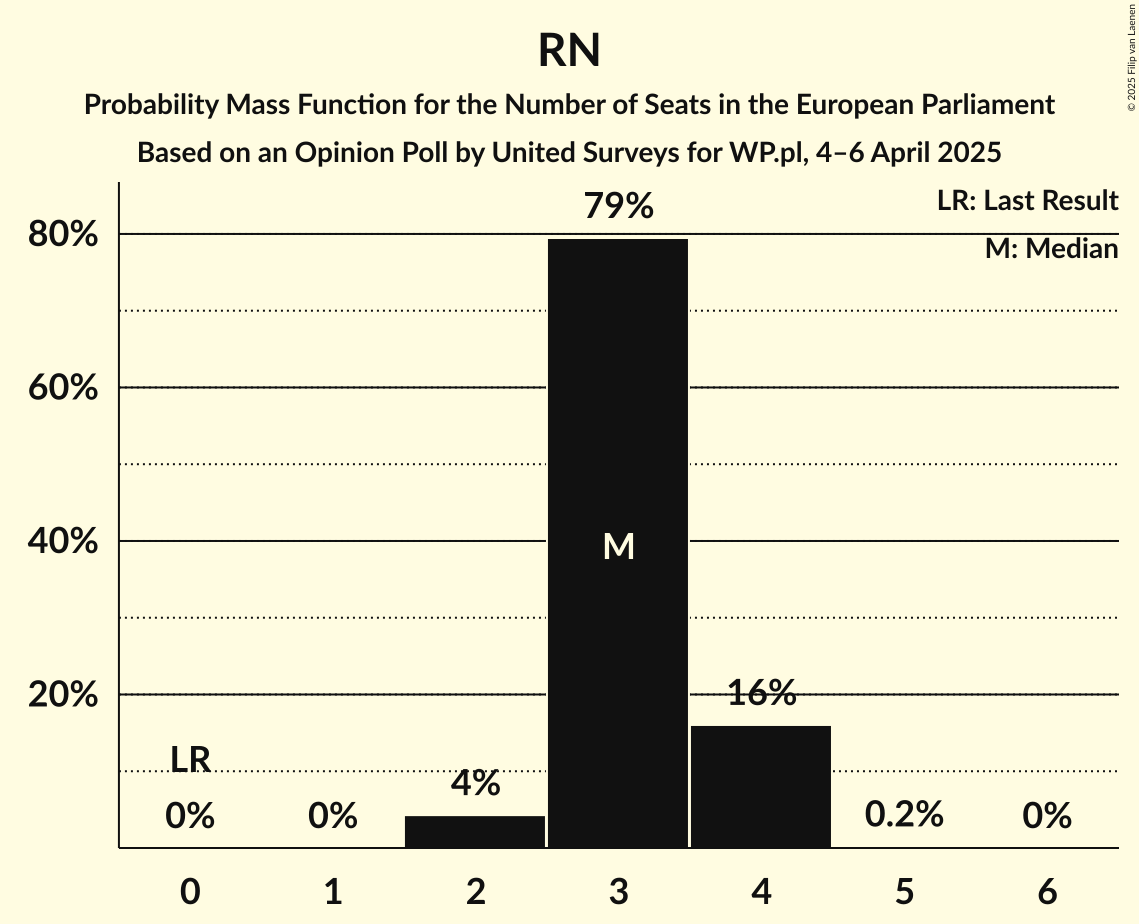 RN
Probability Mass Function for the Number of Seats in the European Parliament
Based on an Opinion Poll by United Surveys for WP.pl, 4–6 April 2025
© 2025 Filip van Laenen
LR: Last Result
M: Median
80%
60%
40%
20%
79%
M
16%
LR
4%
0%
0%
0.2%
0%
0
1
2
3
4
5
6